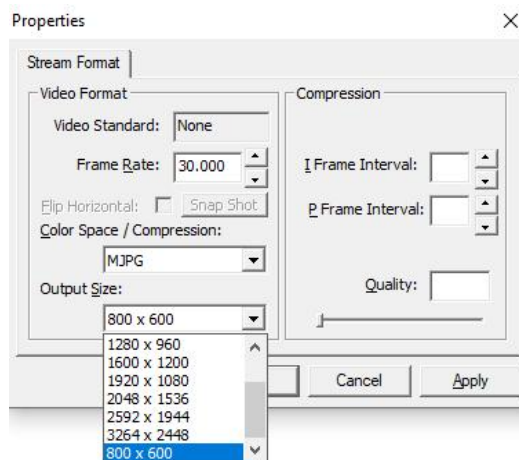 Properties
Stream Format
Video Format
Video Standard: None
Frame Rate: 30.000
Flip Horizontal: Snap Shot
Color Space / Compression:
MJPG
Output Size:
800 x 600
1280 x 960
1600 x 1200
1920 x 1080
2048 x 1536
2592 x 1944
3264 x 2448
800 x 600
Compression
I Frame Interval:
P Frame Interval:
Quality:
Cancel
Apply